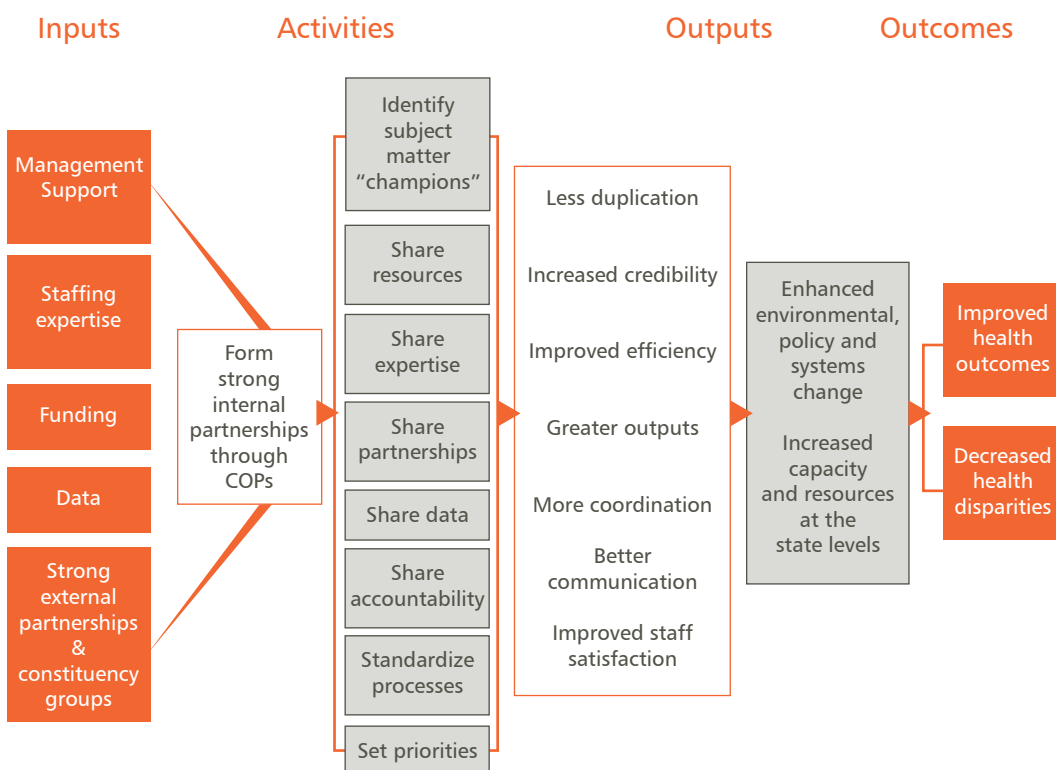 Inputs
Activities
Outputs
Outcomes
Management
Support
Staffing
expertise
Funding
Data
Strong
external
partnerships
&
constituency
groups
Form
strong
internal
partnerships
through
COPs
Identify
subject
matter
“champions”
Share
resources
Share
expertise
Share
partnerships
Share data
Share
accountability
Standardize
processes
Set priorities
Less duplication
Increased credibility
Improved efficiency
Greater outputs
More coordination
Better
communication
Improved staff
satisfaction
Enhanced
environmental,
policy and
systems
change
Increased
capacity
and resources
at the
state levels
Improved
health
outcomes
Decreased
health
disparities